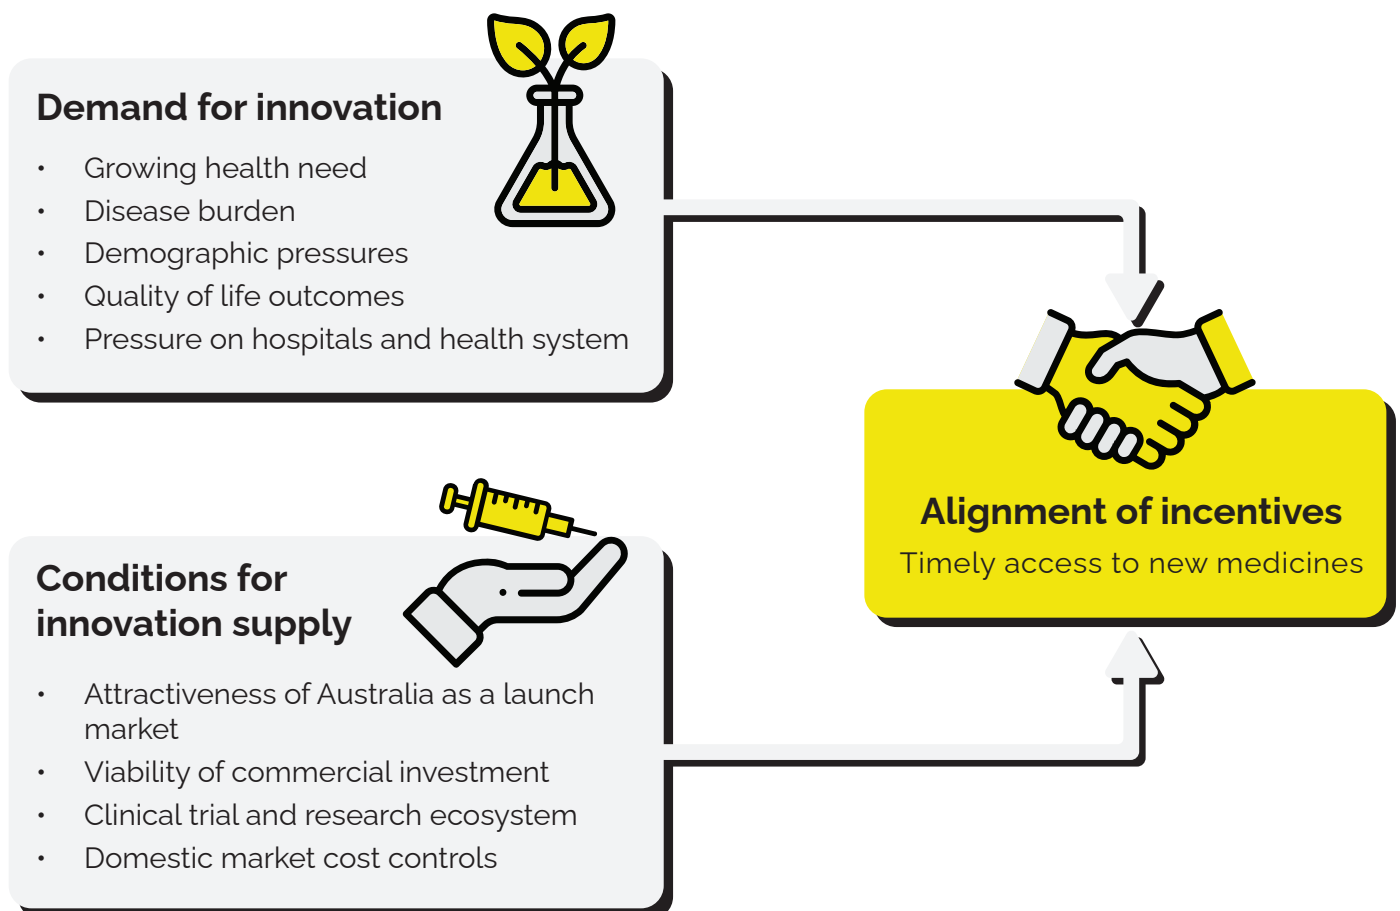 Demand for innovation
• Growing health need
• Disease burden
• Demographic pressures
• Quality of life outcomes
• Pressure on hospitals and health system
Alignment of incentives
Timely access to new medicines
Conditions for
innovation supply
• Attractiveness of Australia as a launch
market
• Viability of commercial investment
• Clinical trial and research ecosystem
• Domestic market cost controls